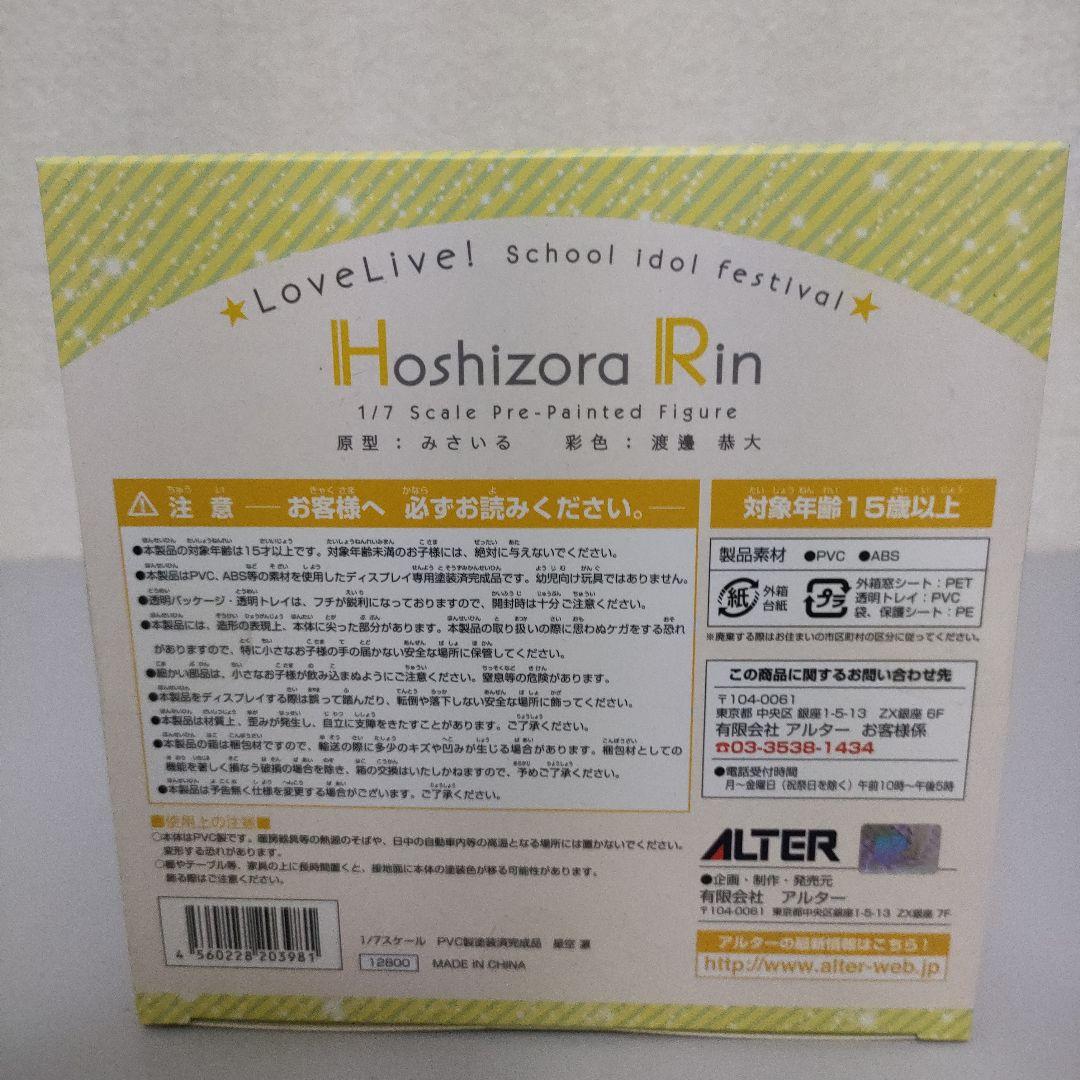 ★LoveLive! School idol festival★
Hoshizora Rin
1/7 Scale Pre-Painted Figure
原型：みさいる　彩色：渡邊 恭大
⚠注意 — お客様へ 必ずお読みください。—
●本製品の対象年齢は15才以上です。対象年齢未満のお子様には、絶対に与えないでください。
●本製品はPVC、ABS等の素材を使用したディスプレイ専用塗装済完成品です。幼児向け玩具ではありません。
●透明パッケージ・透明トレイは、フチが鋭利になっておりますので、開封時は十分ご注意ください。
●本製品には、造形の表現上、本体に尖った部分があります。本製品の取り扱いの際に思わぬケガをする恐れ
がありますので、特に小さなお子様の手の届かない安全な場所に保管してください。
●細かい部品は、小さなお子様が飲み込まぬようにご注意ください。窒息等の危険があります。
●本製品をディスプレイする際は誤って踏んだり、転倒や落下しない安全な場所に飾ってください。
●本製品は材質上、歪みが発生し、自立に支障をきたすことがあります。ご了承ください。
●本製品の箱は梱包材ですので、輸送の際に多少のキズや凹みが生じる場合があります。梱包材としての
機能を著しく損なう破損の場合を除き、箱の交換はいたしかねますので、予めご了承ください。
●本製品は予告無く仕様を変更する場合がございます。ご了承ください。
■使用上の注意■
○本体はPVC製です。暖房器具等の熱源のそばや、日中の自動車内等の高温となる場所には置かないでください。
変形する恐れがあります。
○棚やテーブル等、家具の上に長時間置くと、接地面に本体の塗装色が移る可能性があります。
飾る際はご注意ください。
4 560228 203981
1/7スケール PVC製塗装済完成品 星空 凛
12800 MADE IN CHINA
対象年齢15歳以上
製品素材 ●PVC ●ABS
紙 外箱 台紙
プラ 外箱窓シート：PET
透明トレイ：PVC
袋、保護シート：PE
※廃棄する際はお住まいの市区町村の区分に従ってください。
この商品に関するお問い合わせ先
〒104-0061
東京都 中央区 銀座1-5-13 ZX銀座 6F
有限会社 アルター お客様係
☎03-3538-1434
●電話受付時間
月〜金曜日（祝祭日を除く）午前10時〜午後5時
ALTER
●企画・制作・発売元
有限会社 アルター
〒104-0061 東京都中央区銀座1-5-13 ZX銀座 7F
アルターの最新情報はこちら！
http://www.alter-web.jp